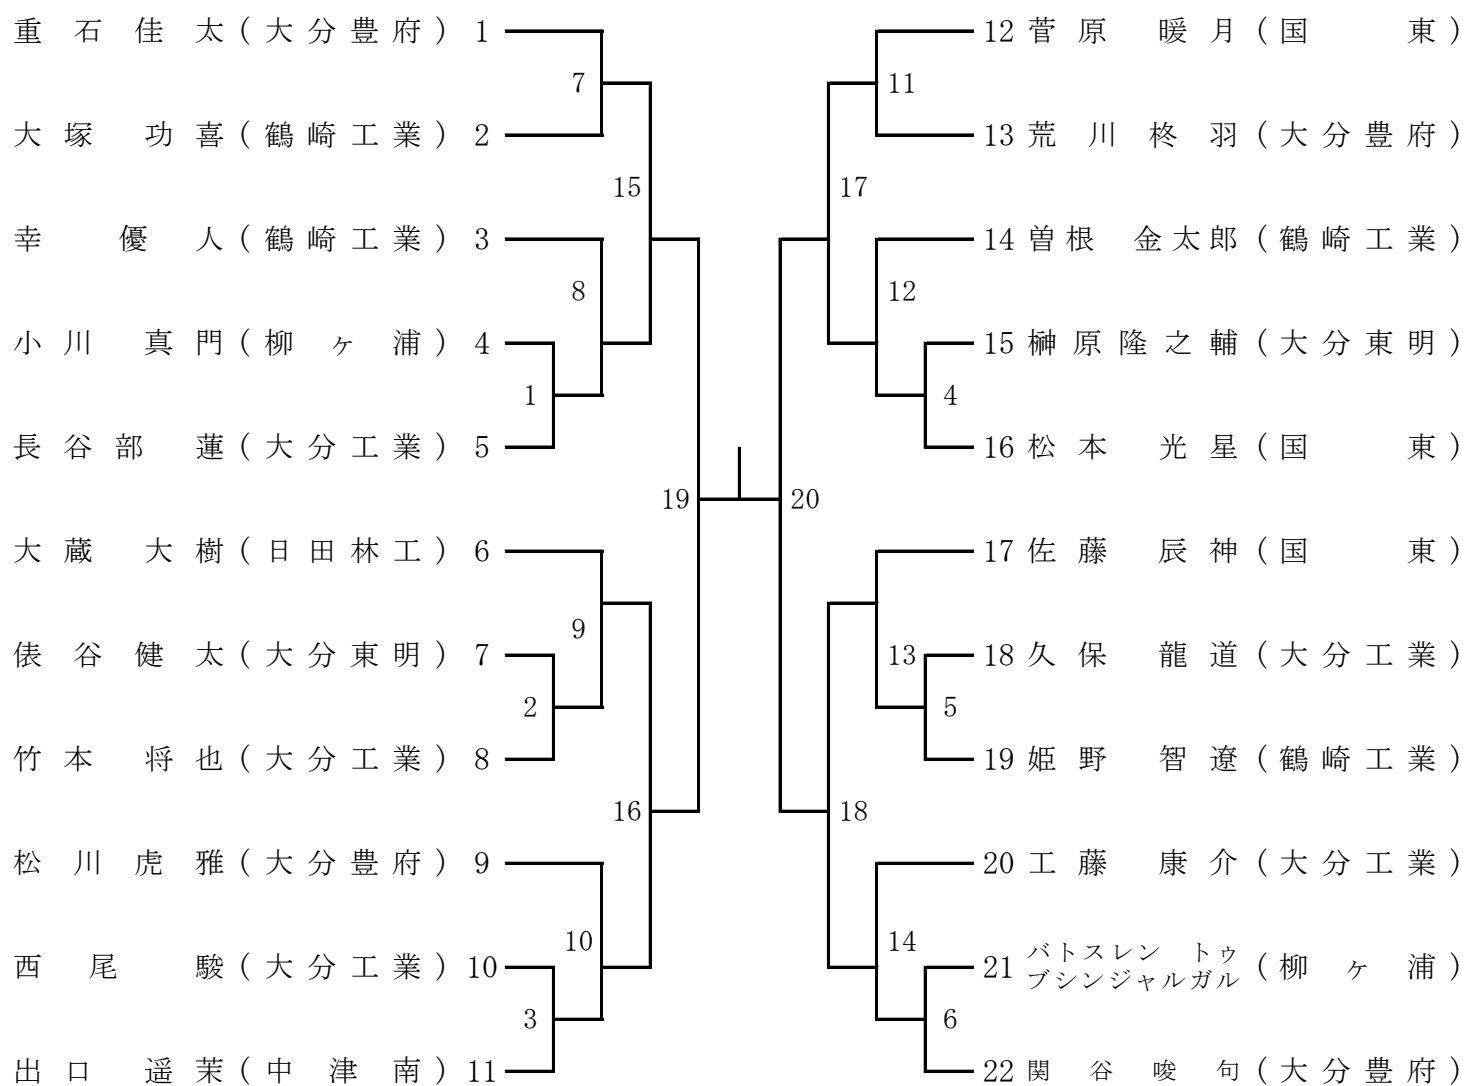 重石佳太(大分豊府) 1
7
大塚功喜(鶴崎工業) 2
15
幸優人(鶴崎工業) 3
8
小川真門(柳ヶ浦) 4
1
長谷部蓮(大分工業) 5
19
大蔵大樹(日田林工) 6
9
俵谷健太(大分東明) 7
2
竹本将也(大分工業) 8
16
松川虎雅(大分豊府) 9
10
西尾駿(大分工業) 10
3
出口遥茉(中津南) 11
12 菅原暖月(国東)
11
13 荒川柊羽(大分豊府)
17
14 曽根金太郎(鶴崎工業)
12
15 榊原隆之輔(大分東明)
4
16 松本光星(国東)
20
17 佐藤辰神(国東)
13
18 久保龍道(大分工業)
5
19 姫野智遼(鶴崎工業)
18
20 工藤康介(大分工業)
14
21 バトスレン トゥ
ブシンジャルガル (柳ヶ浦)
6
22 関谷唆句(大分豊府)